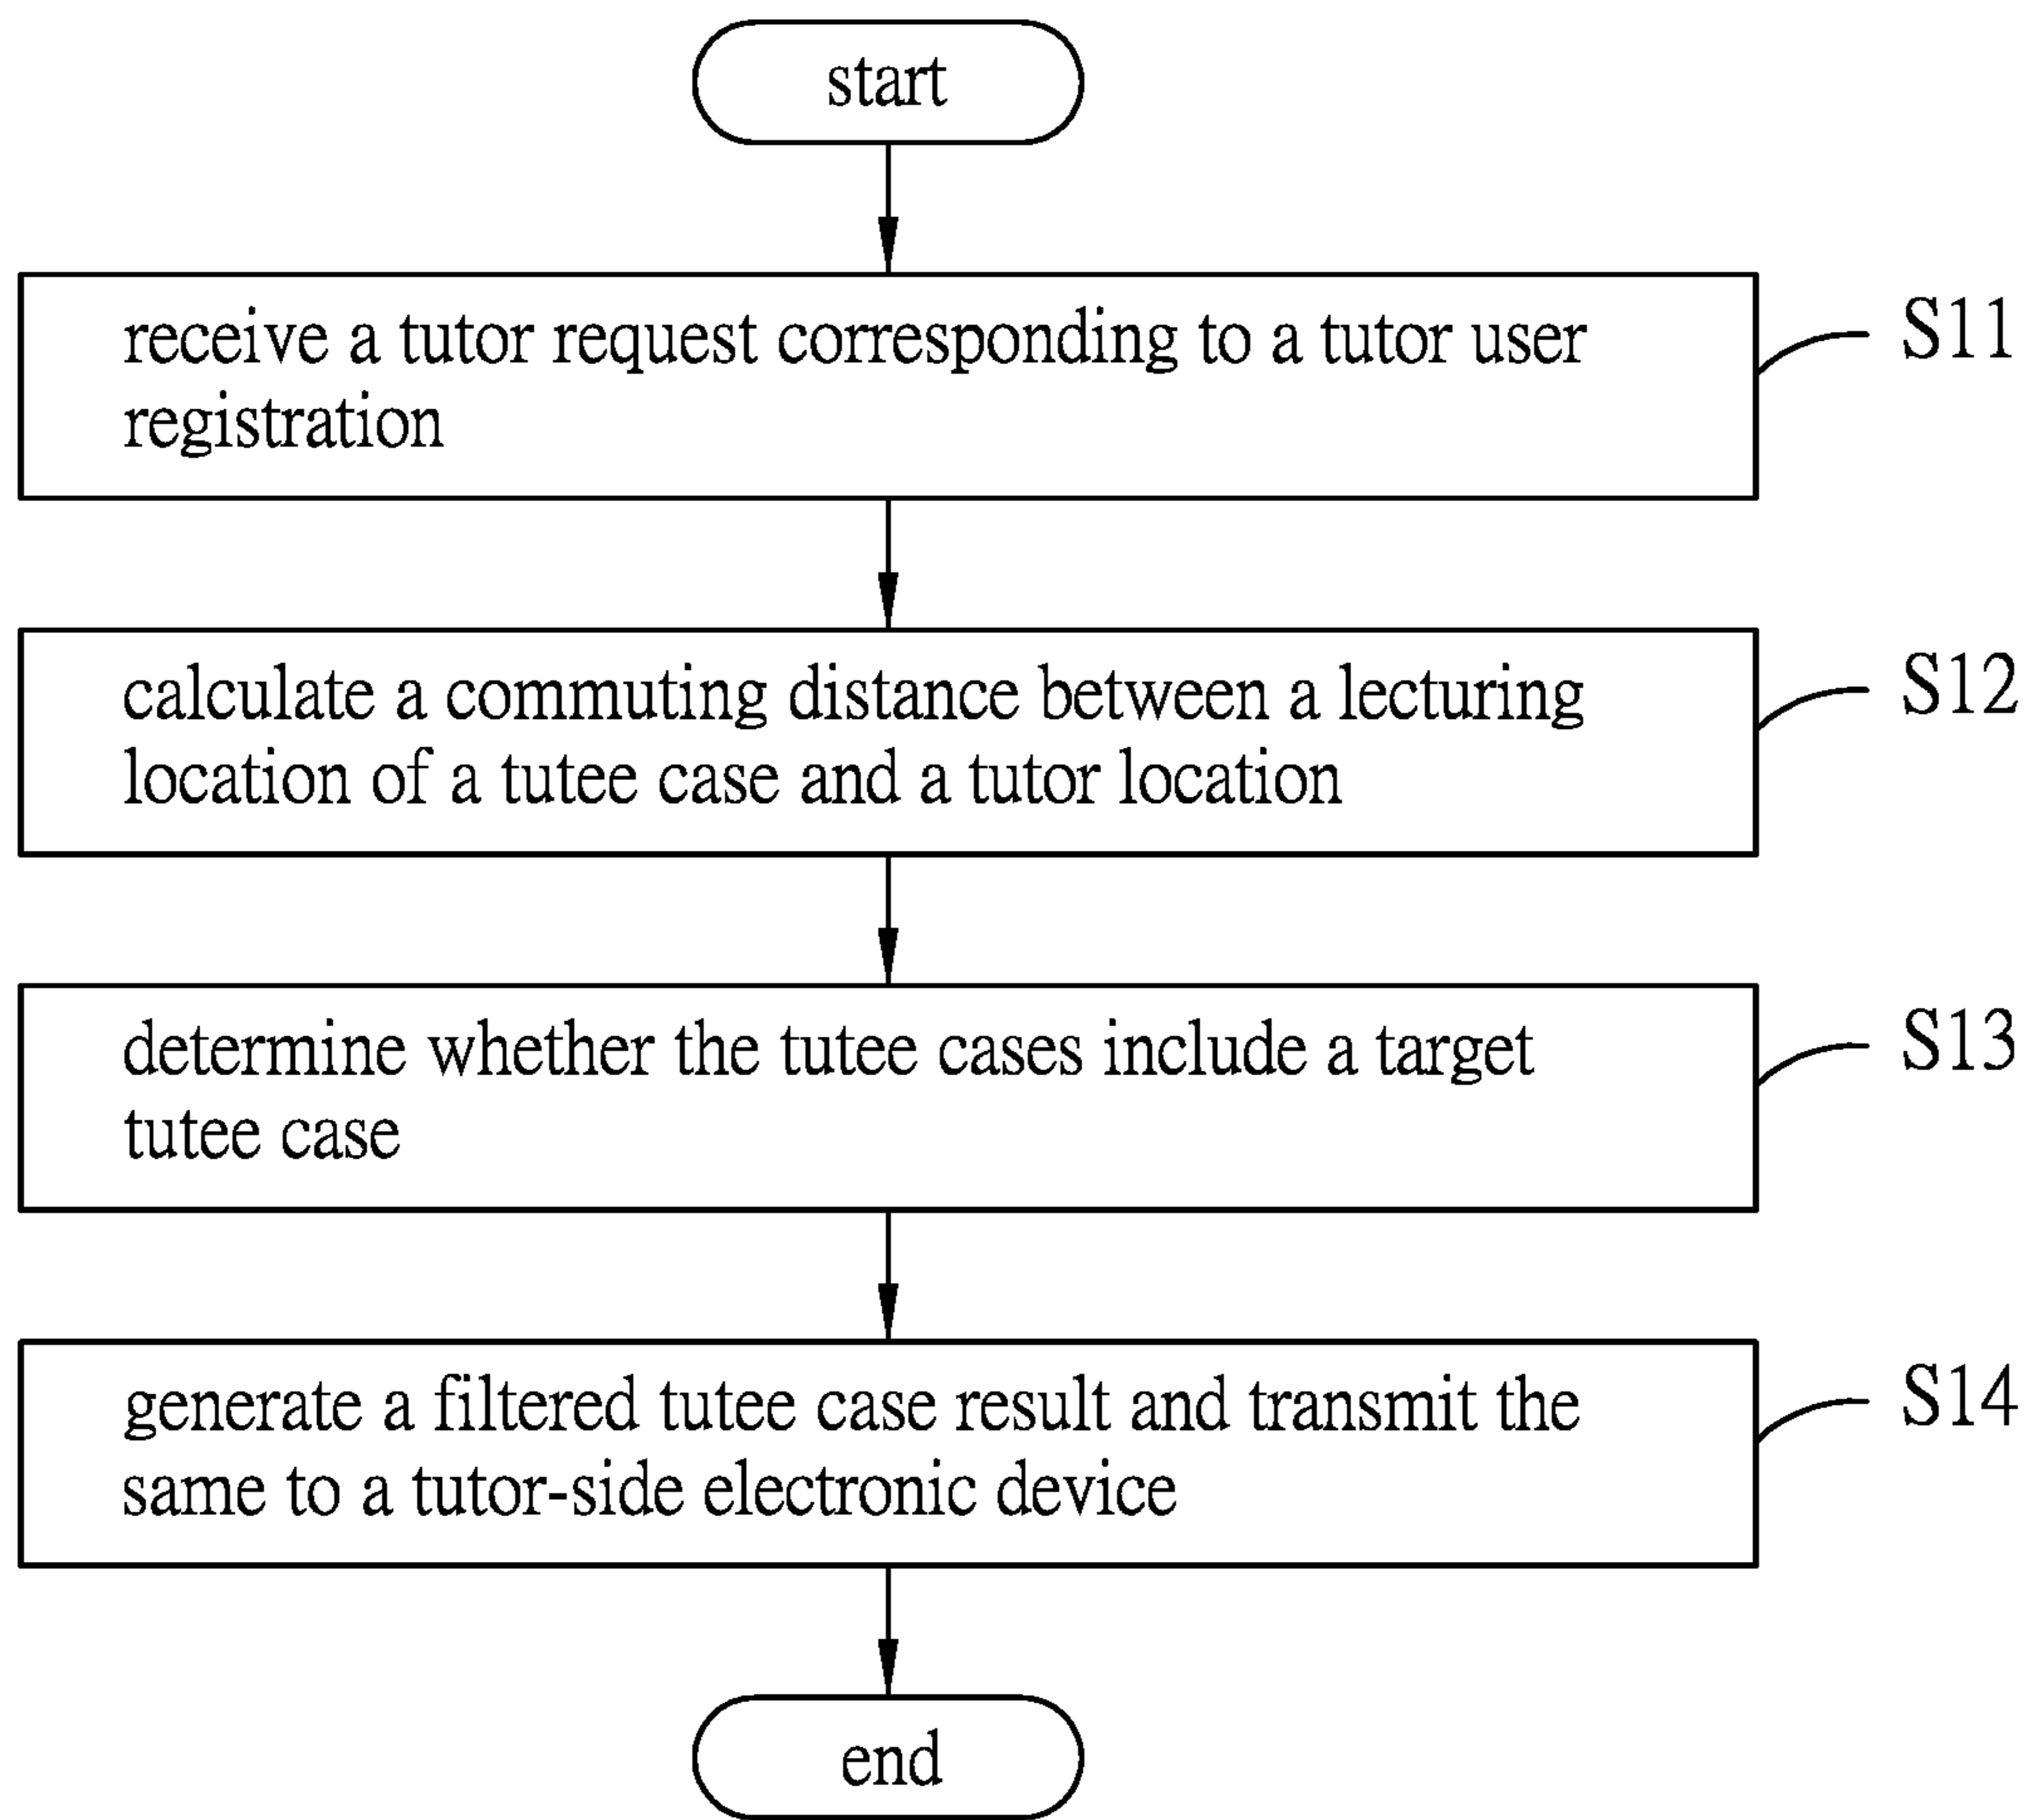 start
receive a tutor request corresponding to a tutor user
registration
S11
calculate a commuting distance between a lecturing
location of a tutee case and a tutor location
S12
determine whether the tutee cases include a target
tutee case
S13
generate a filtered tutee case result and transmit the
same to a tutor-side electronic device
S14
end